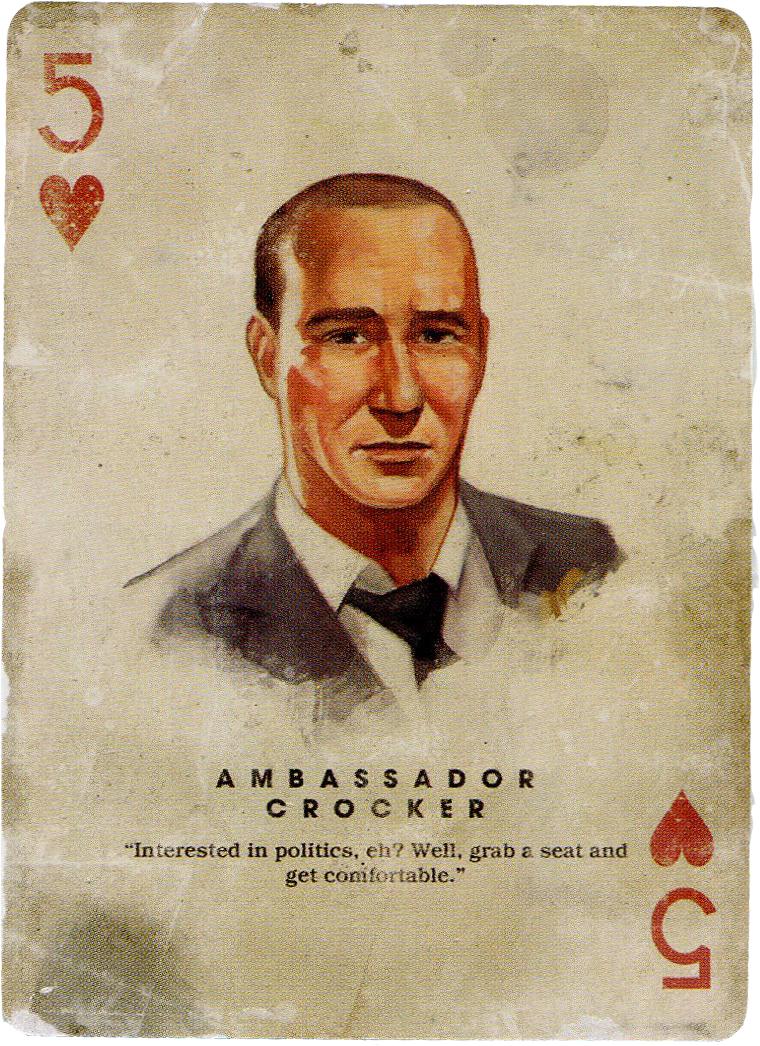 5
AMBASSADOR
CROCKER
“Interested in politics, eh? Well, grab a seat and
get comfortable.”
5